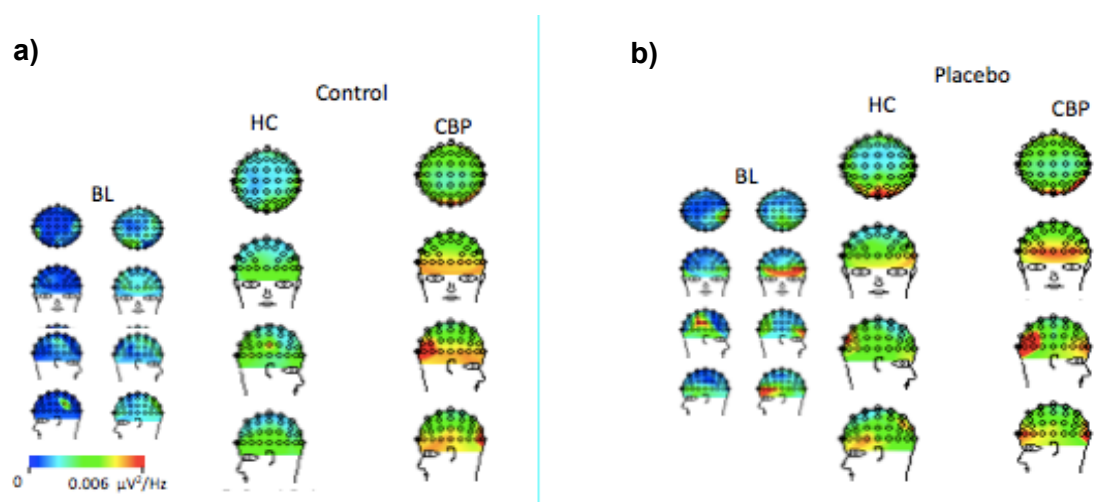 a)
Control
HC
CBP
BL
0
0.006 μV²/Hz
b)
Placebo
HC
CBP
BL